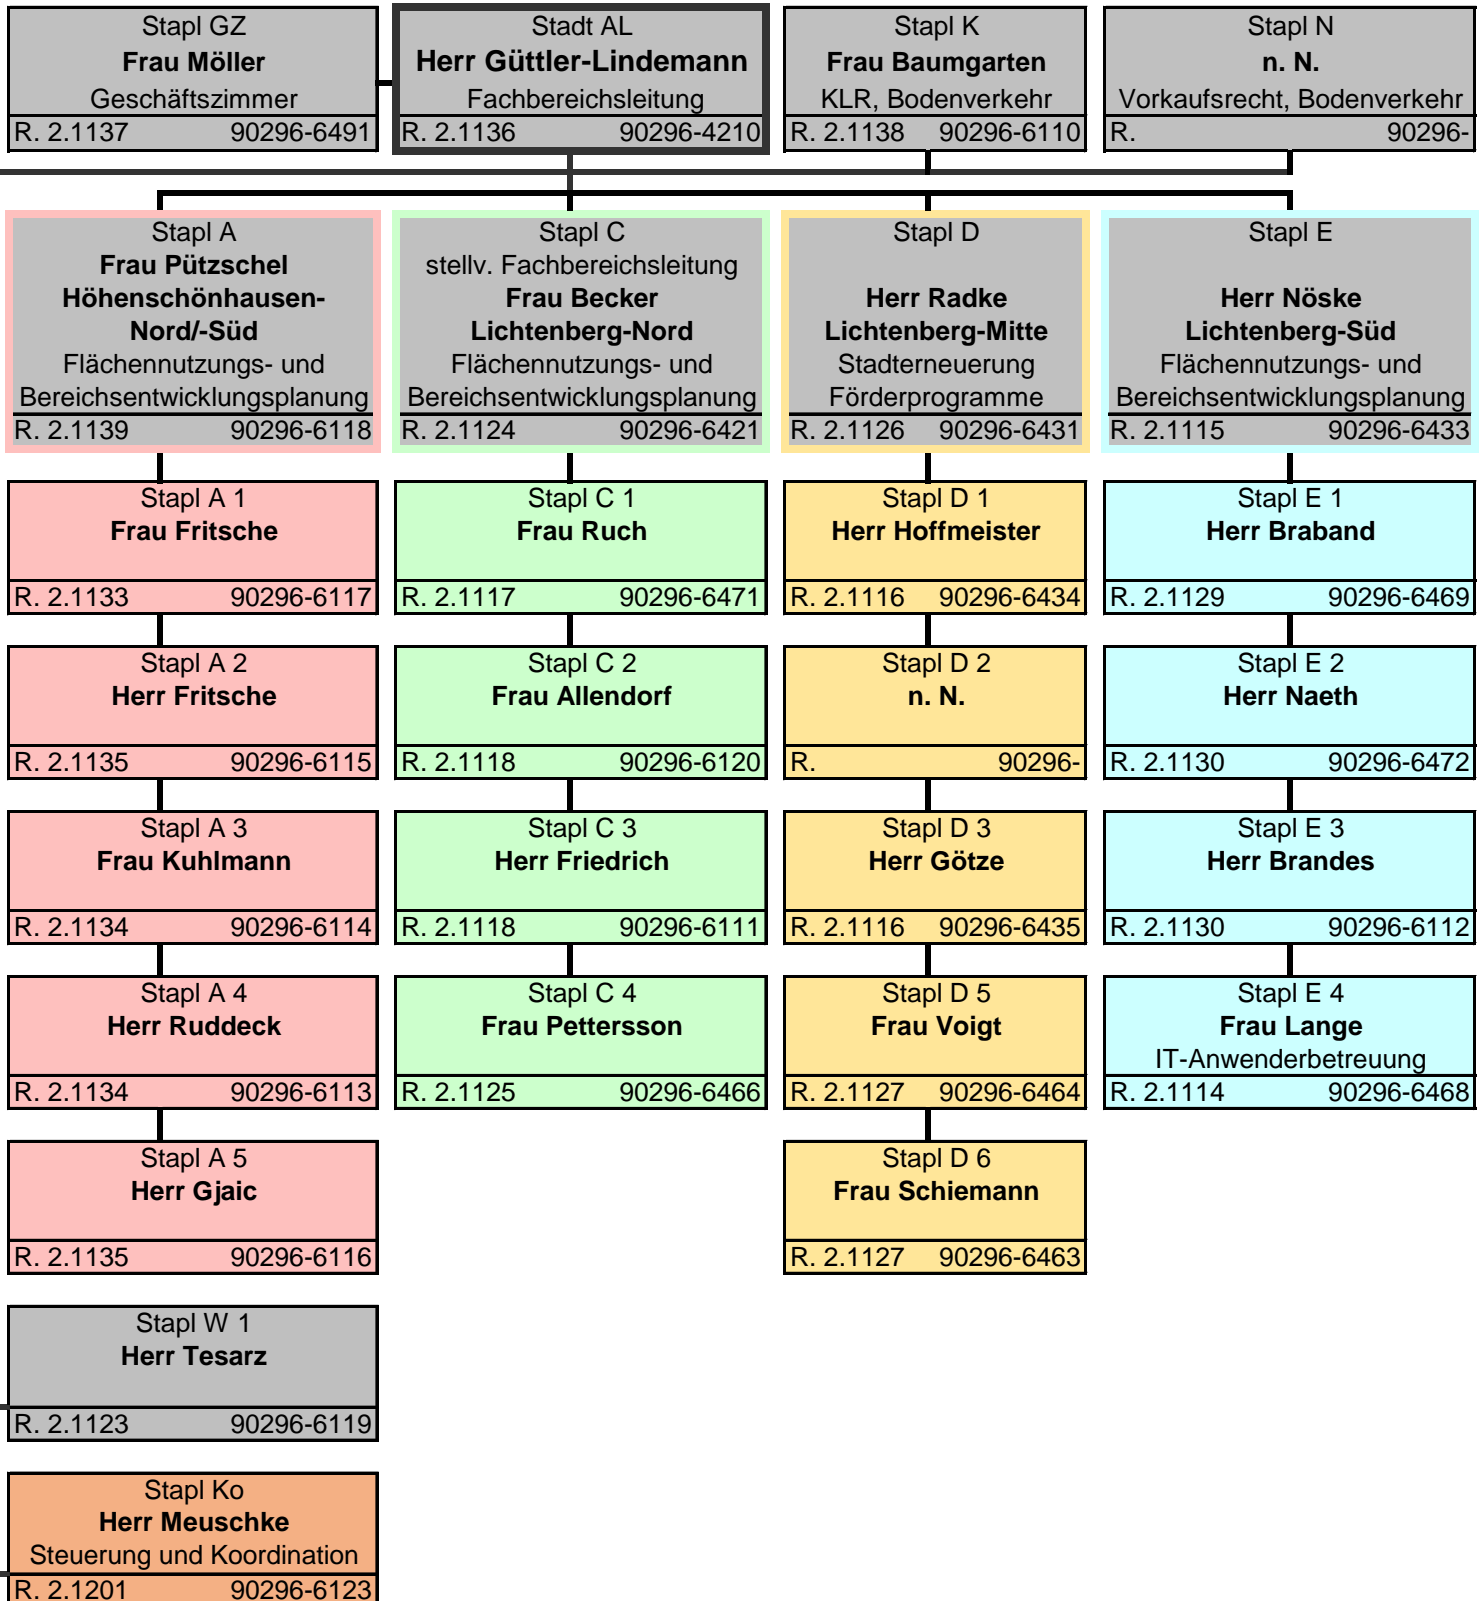 Stapl GZ
Frau Möller
Geschäftszimmer
R. 2.1137 90296-6491
Stadt AL
Herr Güttler-Lindemann
Fachbereichsleitung
R. 2.1136 90296-4210
Stapl K
Frau Baumgarten
KLR, Bodenverkehr
R. 2.1138 90296-6110
Stapl N
n. N.
Vorkaufsrecht, Bodenverkehr
R. 90296-
Stapl A
Frau Pützschel
Höhenschönhausen-
Nord/-Süd
Flächennutzungs- und
Bereichsentwicklungsplanung
R. 2.1139 90296-6118
Stapl C
stellv. Fachbereichsleitung
Frau Becker
Lichtenberg-Nord
Flächennutzungs- und
Bereichsentwicklungsplanung
R. 2.1124 90296-6421
Stapl D
Herr Radke
Lichtenberg-Mitte
Stadterneuerung
Förderprogramme
R. 2.1126 90296-6431
Stapl E
Herr Nöske
Lichtenberg-Süd
Flächennutzungs- und
Bereichsentwicklungsplanung
R. 2.1115 90296-6433
Stapl A 1
Frau Fritsche
R. 2.1133 90296-6117
Stapl C 1
Frau Ruch
R. 2.1117 90296-6471
Stapl D 1
Herr Hoffmeister
R. 2.1116 90296-6434
Stapl E 1
Herr Braband
R. 2.1129 90296-6469
Stapl A 2
Herr Fritsche
R. 2.1135 90296-6115
Stapl C 2
Frau Allendorf
R. 2.1118 90296-6120
Stapl D 2
n. N.
R. 90296-
Stapl E 2
Herr Naeth
R. 2.1130 90296-6472
Stapl A 3
Frau Kuhlmann
R. 2.1134 90296-6114
Stapl C 3
Herr Friedrich
R. 2.1118 90296-6111
Stapl D 3
Herr Götze
R. 2.1116 90296-6435
Stapl E 3
Herr Brandes
R. 2.1130 90296-6112
Stapl A 4
Herr Ruddeck
R. 2.1134 90296-6113
Stapl C 4
Frau Pettersson
R. 2.1125 90296-6466
Stapl D 5
Frau Voigt
R. 2.1127 90296-6464
Stapl E 4
Frau Lange
IT-Anwenderbetreuung
R. 2.1114 90296-6468
Stapl A 5
Herr Gjaic
R. 2.1135 90296-6116
Stapl D 6
Frau Schiemann
R. 2.1127 90296-6463
Stapl W 1
Herr Tesarz
R. 2.1123 90296-6119
Stapl Ko
Herr Meuschke
Steuerung und Koordination
R. 2.1201 90296-6123